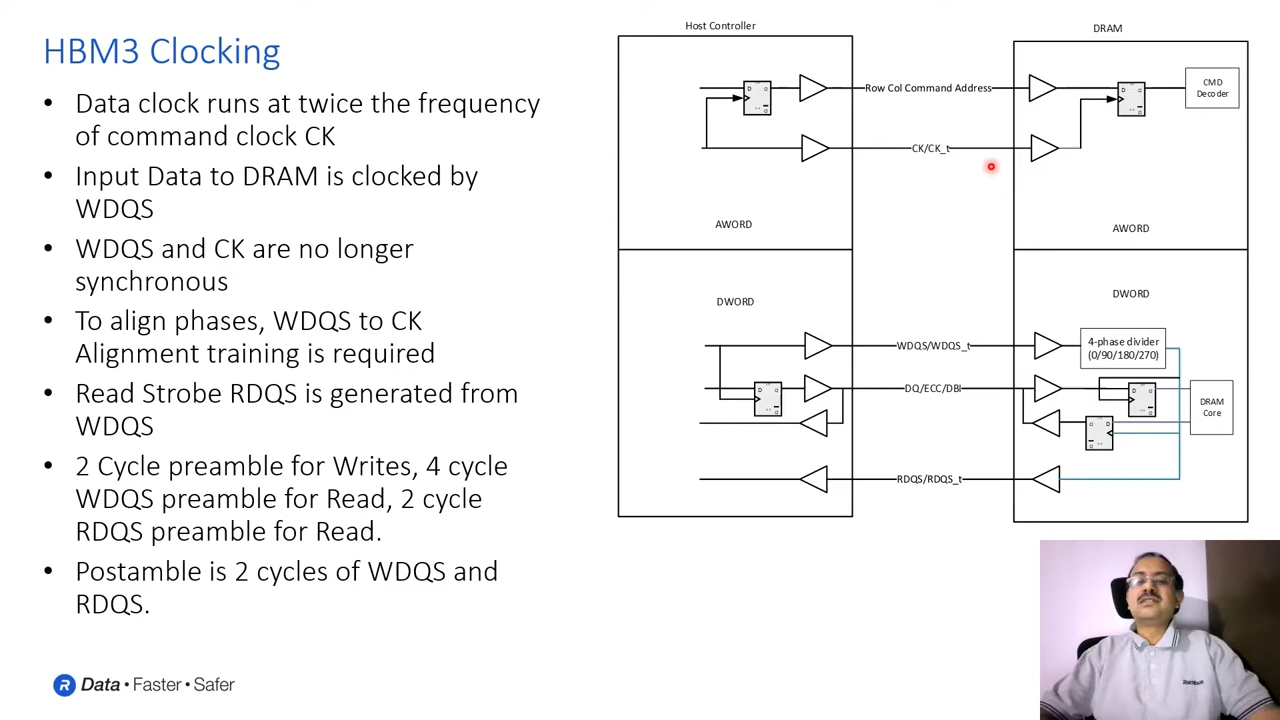 HBM3 Clocking
• Data clock runs at twice the frequency
of command clock CK
• Input Data to DRAM is clocked by
WDQS
• WDQS and CK are no longer
synchronous
• To align phases, WDQS to CK
Alignment training is required
• Read Strobe RDQS is generated from
WDQS
• 2 Cycle preamble for Writes, 4 cycle
WDQS preamble for Read, 2 cycle
RDQS preamble for Read.
• Postamble is 2 cycles of WDQS and
RDQS.
Host Controller
DRAM
D Q
Q
Row Col Command Address
D Q
Q
CMD
Decoder
CK/CK_t
AWORD
AWORD
DWORD
DWORD
WDQS/WDQS_t
4-phase divider
(0/90/180/270)
D Q
Q
DQ/ECC/DBI
D Q
Q
DRAM
Core
Q D
Q
RDQS/RDQS_t
R Data • Faster • Safer
Rambus